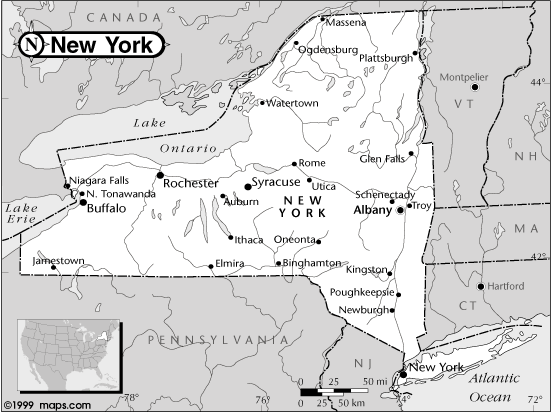 CANADA
N New York
Massena
Ogdensburg
Plattsburgh
Montpelier
VT
44°
Watertown
Lake
Ontario
NH
Rome
Glen Falls
Niagara Falls
N. Tonawanda
Rochester
Syracuse
Utica
Schenectady
Lake
Erie
Buffalo
Auburn
NEW
YORK
Albany
Troy
MA
Ithaca
Oneonta
42°
Jamestown
Elmira
Binghamton
Kingston
Poughkeepsie
Hartford
CT
Newburgh
PENNSYLVANIA
NJ
New York
0 25 50 mi
0 25 50 km
Atlantic
Ocean
©1999 maps.com
78°
76°
74°
72°